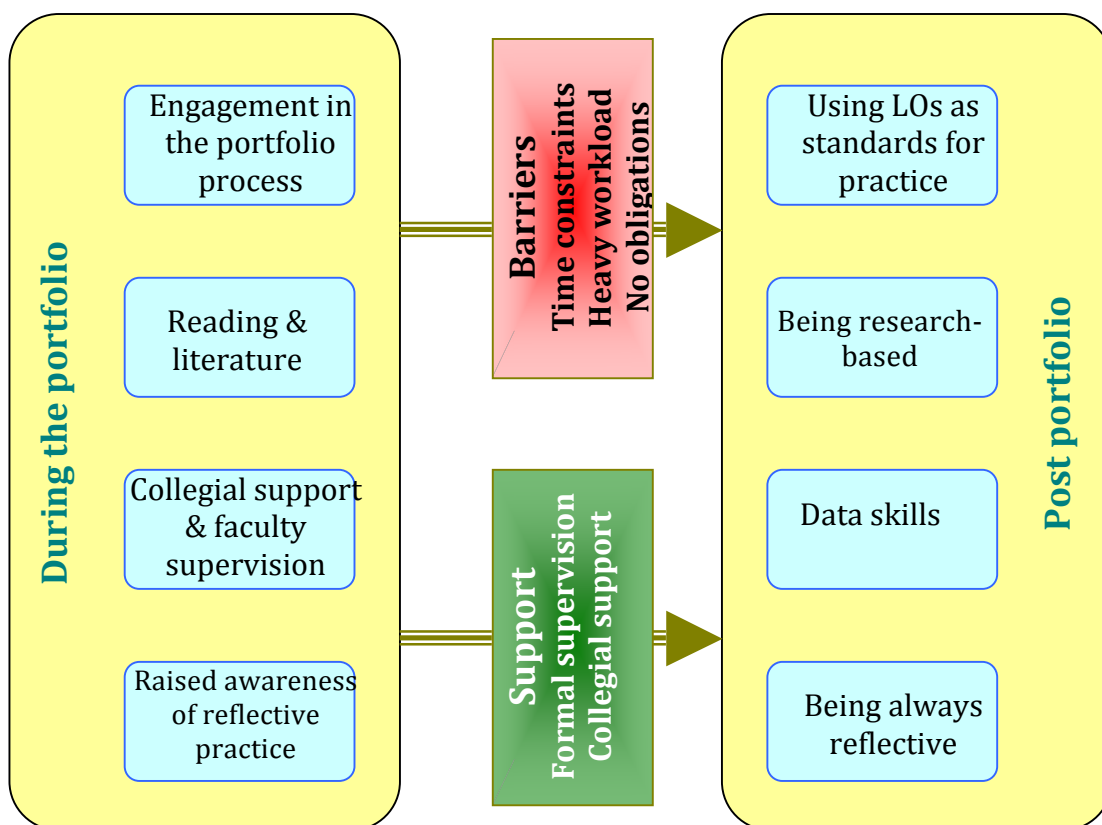 During the portfolio
Engagement in
the portfolio
process
Reading &
literature
Collegial support
& faculty
supervision
Raised awareness
of reflective
practice
Barriers
Time constraints
Heavy workload
No obligations
Support
Formal supervision
Collegial support
Using LOs as
standards for
practice
Being research-
based
Data skills
Being always
reflective
Post portfolio